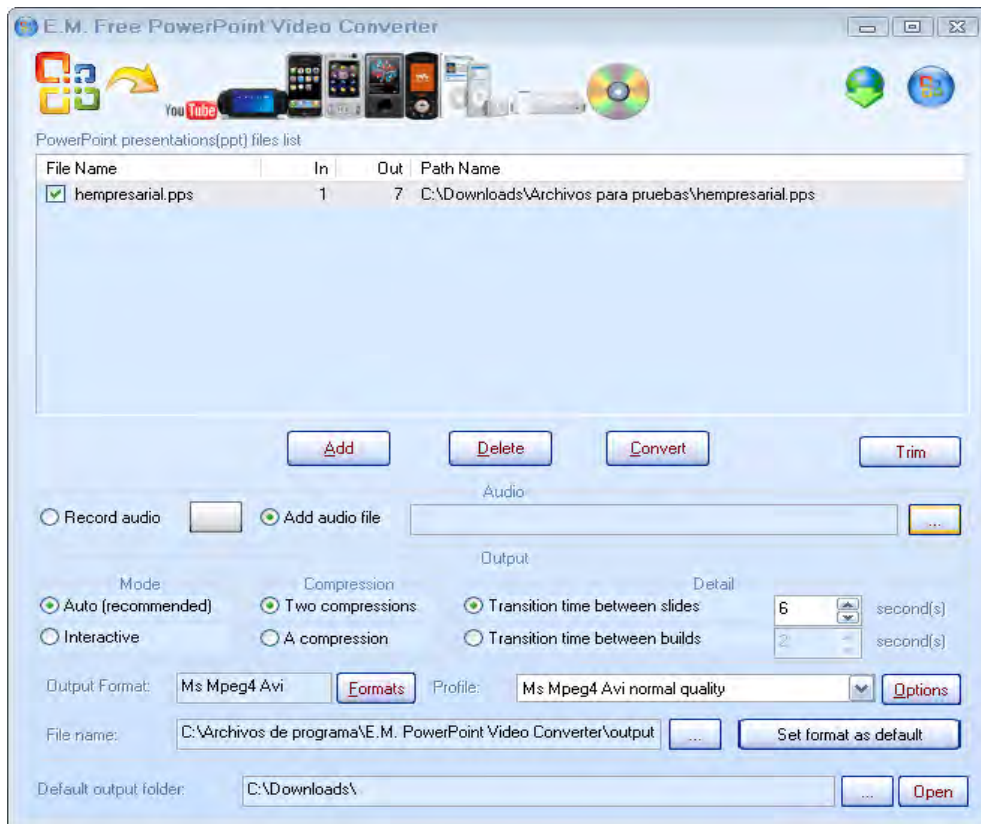 E.M. Free PowerPoint Video Converter
You Tube
PowerPoint presentations(ppt) files list
File Name In Out Path Name
hempresarial.pps 1 7 C:\Downloads\Archivos para pruebas\hempresarial.pps
Add Delete Convert Trim
Audio
Record audio Add audio file ...
Output
Mode Compression Detail
Auto (recommended) Two compressions Transition time between slides 6 second(s)
Interactive A compression Transition time between builds 2 second(s)
Output Format: Ms Mpeg4 Avi Formats Profile: Ms Mpeg4 Avi normal quality Options
File name: C:\Archivos de programa\E.M. PowerPoint Video Converter\output ... Set format as default
Default output folder: C:\Downloads\ ... Open